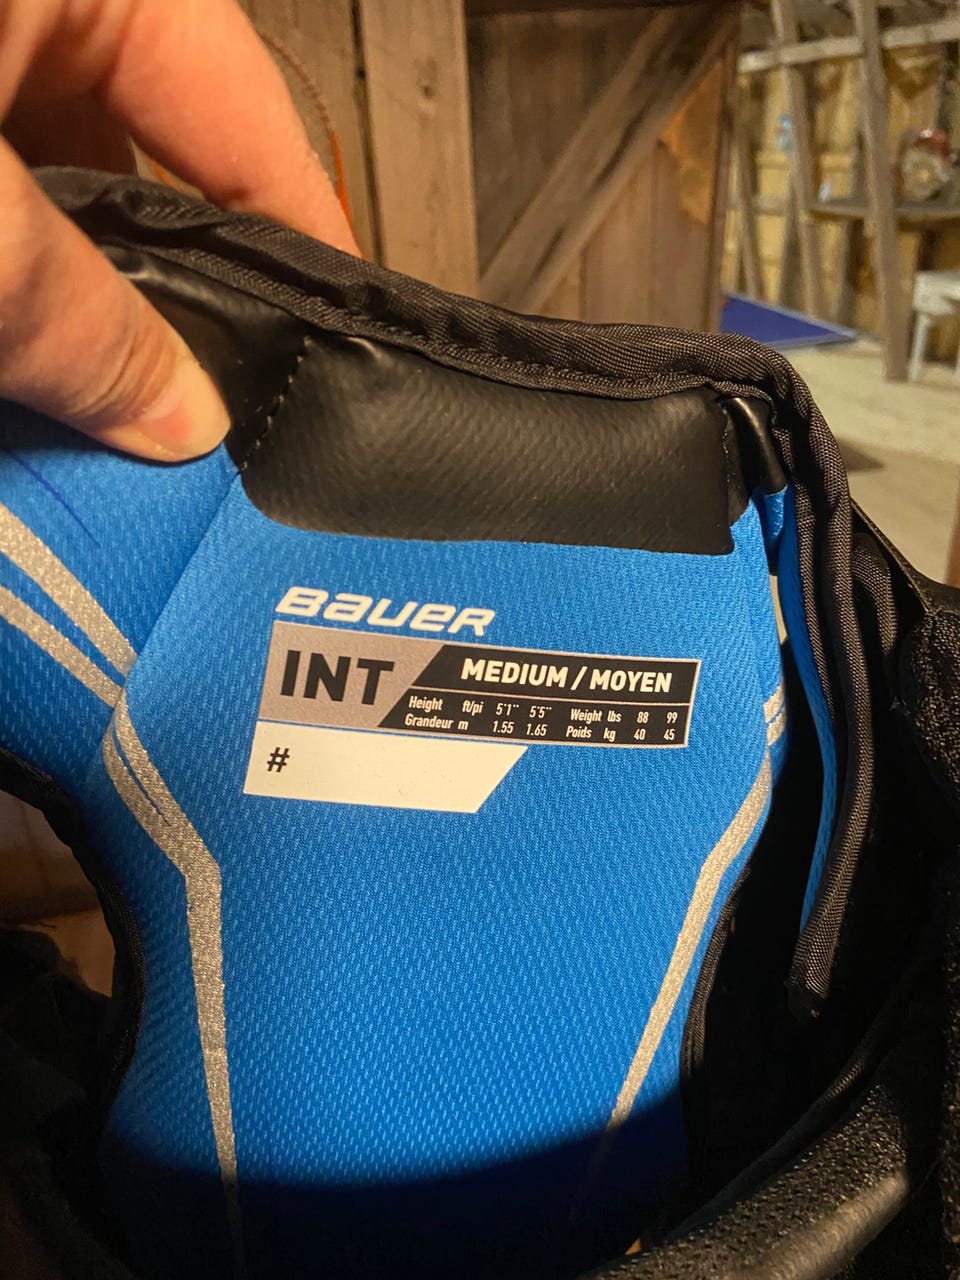 BAUER
INT
MEDIUM / MOYEN
Height ft/pi 5'1" 5'5" Weight lbs 88 99
Grandeur m 1.55 1.65 Poids kg 40 45
#